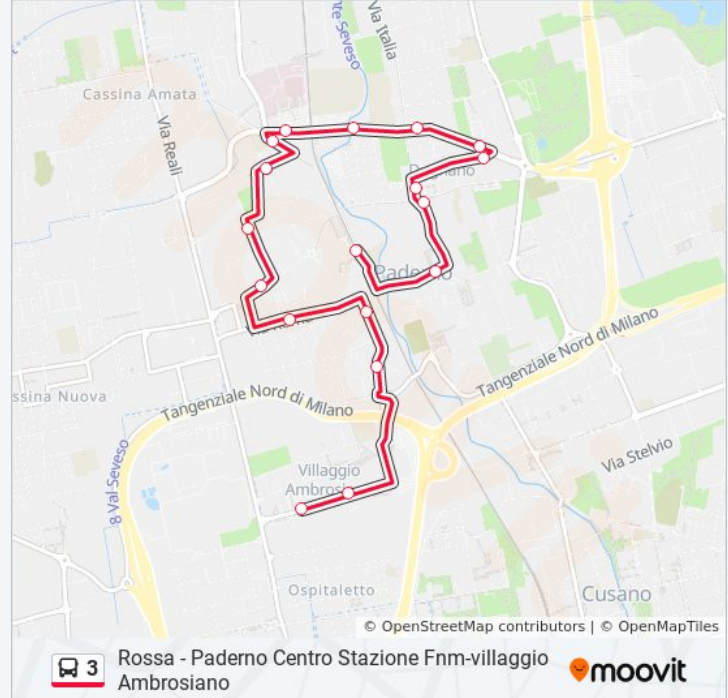 Via Italia
Cassina Amata
Via Reali
Paderno
Tangenziale Nord di Milano
Tangenziale Nord di Milano
ssina Nuova
8 Val Seveso
Villaggio
Via Stelvio
Ospitaletto
Cusano
© OpenStreetMap contributors | © OpenMapTiles
3
Rossa - Paderno Centro Stazione Fnm-villaggio
Ambrosiano
moovit